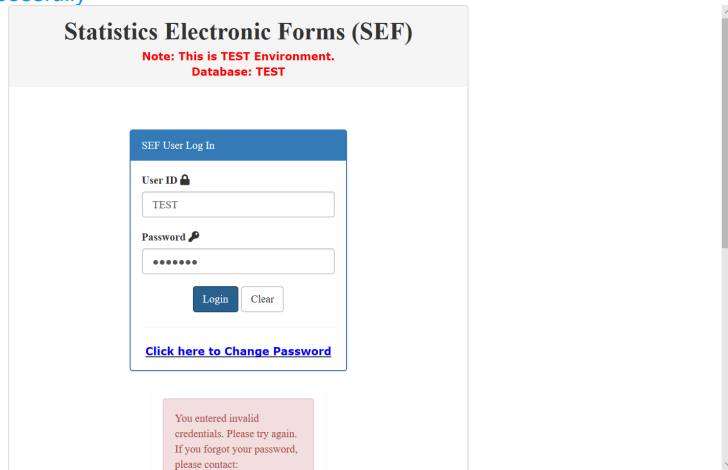 Statistics Electronic Forms (SEF)
Note: This is TEST Environment.
Database: TEST
SEF User Log In
User ID
TEST
Password
Login Clear
Click here to Change Password
You entered invalid
credentials. Please try again.
If you forgot your password,
please contact: